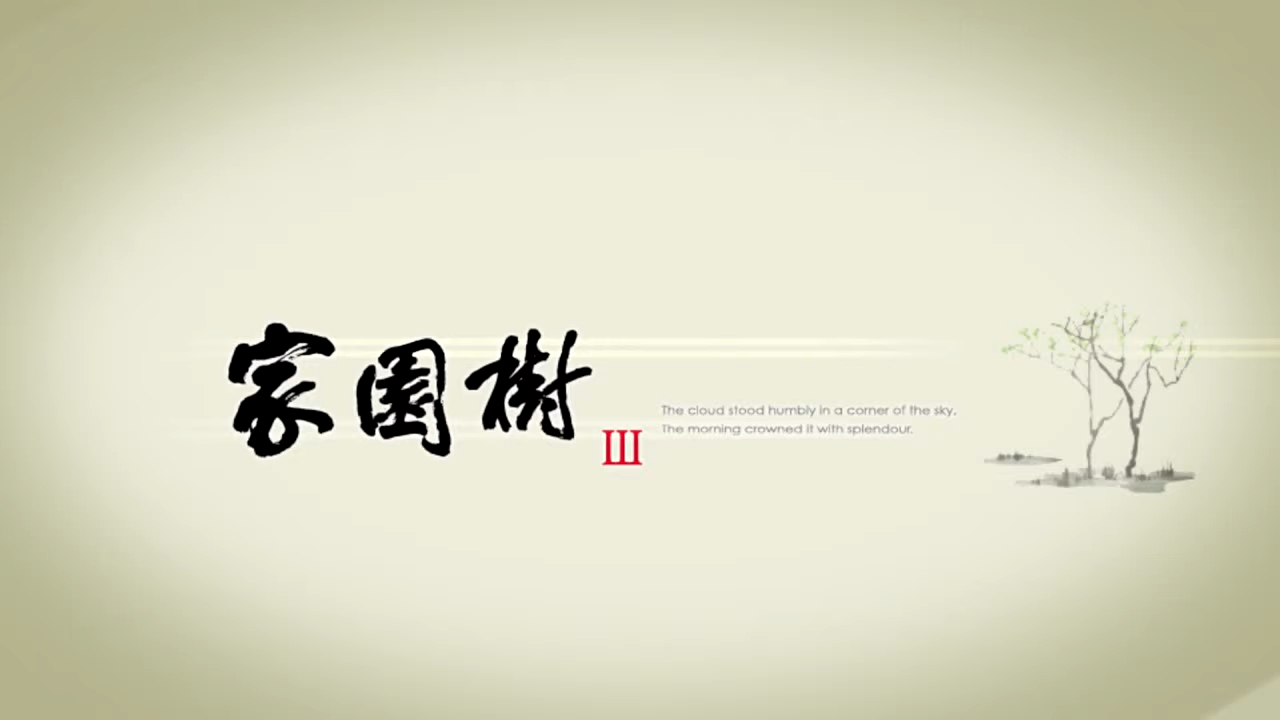 家園樹
III
The cloud stood humbly in a corner of the sky.
The morning crowned it with splendour.